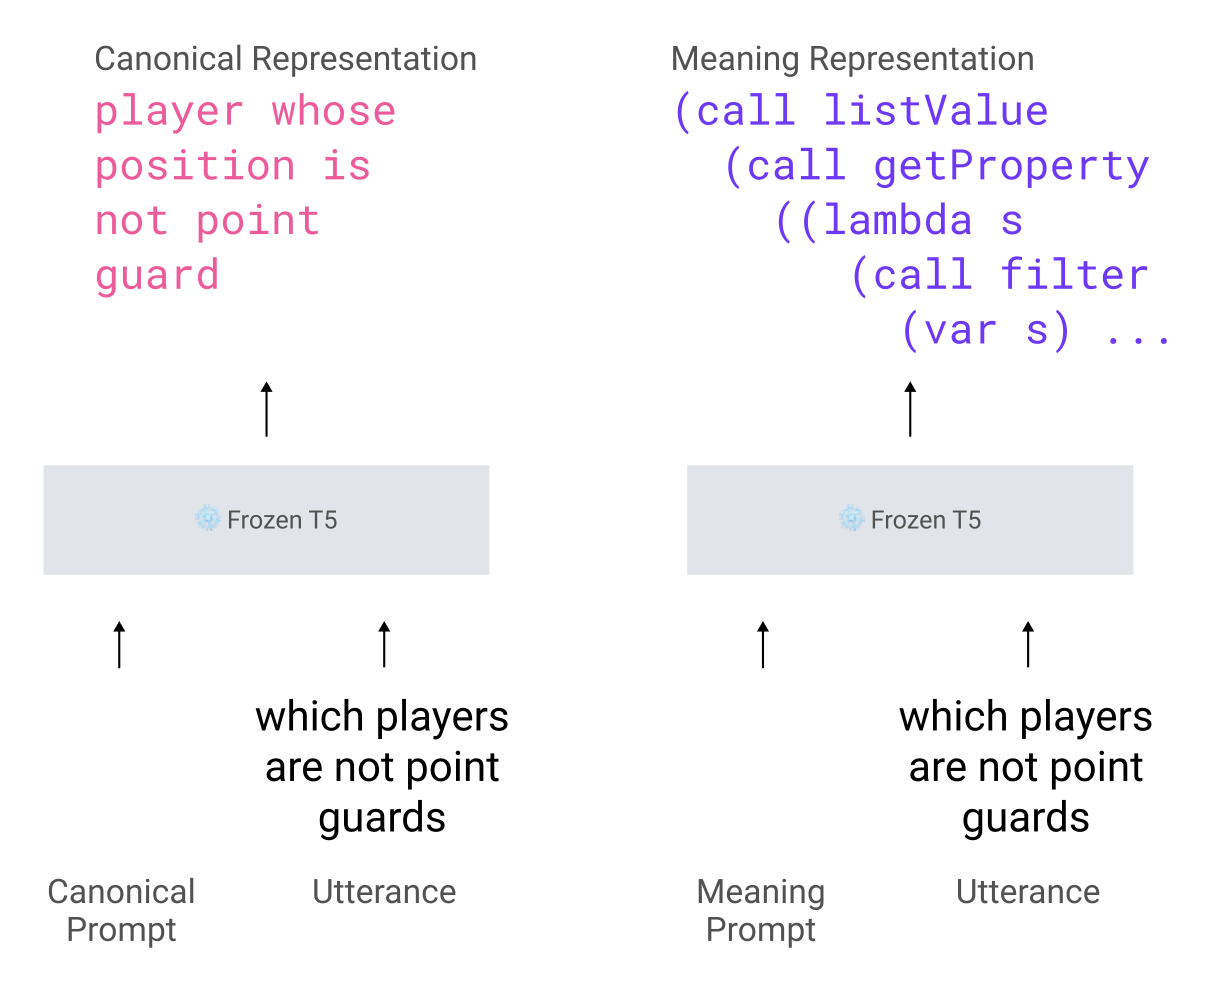 Canonical Representation
player whose
position is
not point
guard
Frozen T5
which players
are not point
guards
Canonical
Prompt
Utterance
Meaning Representation
(call listValue
(call getProperty
((lambda s
(call filter
(var s) ...
Frozen T5
which players
are not point
guards
Meaning
Prompt
Utterance